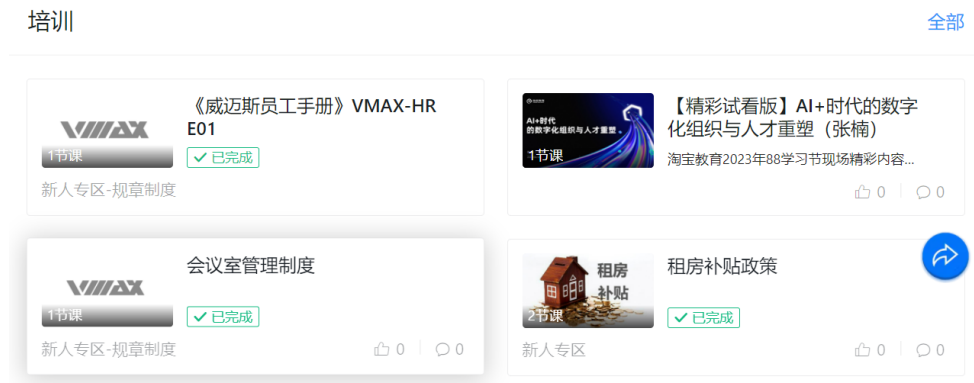 培训
全部
《威迈斯员工手册》VMAX-HR
E01
VMAX
1节课
已完成
新人专区-规章制度
【精彩试看版】AI+时代的数字
化组织与人才重塑（张楠）
AI+时代
的数字化组织与人才重塑。
1节课
淘宝教育2023年88学习节现场精彩内容...
0
0
会议室管理制度
VMAX
1节课
已完成
新人专区-规章制度
0
0
租房补贴政策
租房
补贴
2节课
已完成
新人专区
0
0